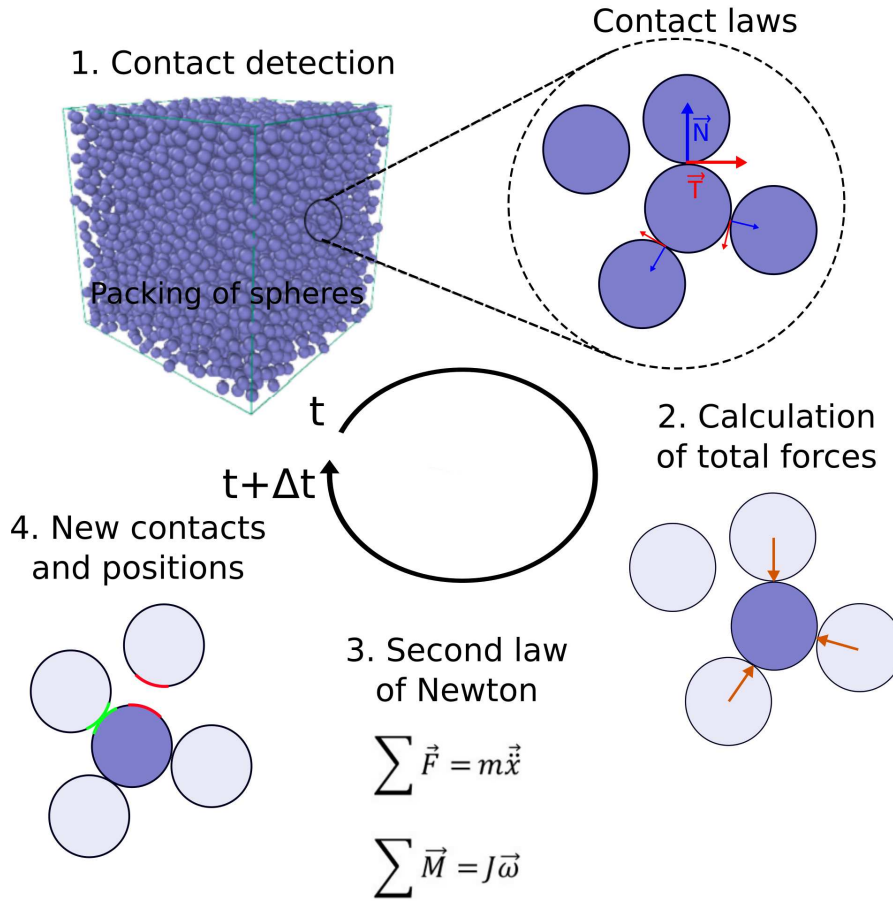 Contact laws
1. Contact detection
N⃗
T⃗
Packing of spheres
t
t+Δt
2. Calculation
of total forces
4. New contacts
and positions
3. Second law
of Newton
∑ F⃗ = mẍ⃗
∑ M⃗ = Jω⃗